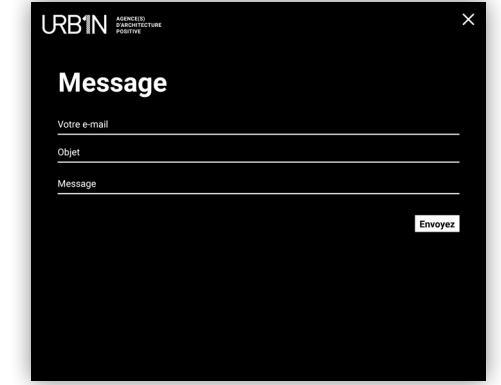 URB1N
AGENCE(S)
D'ARCHITECTURE
POSITIVE
Message
Votre e-mail
Objet
Message
Envoyez